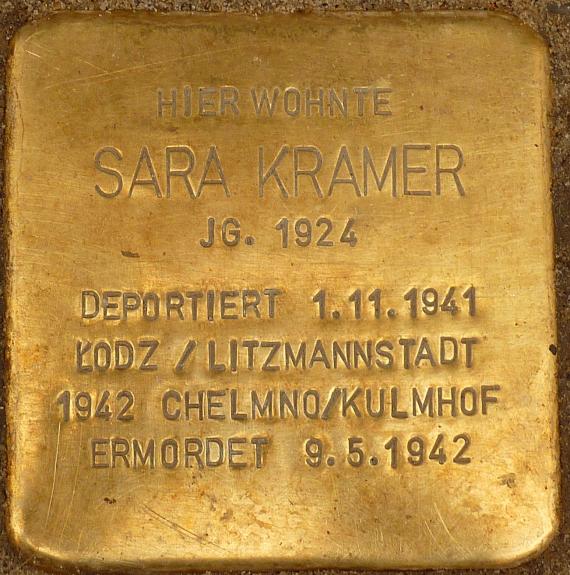 HIER WOHNTE
SARA KRAMER
JG. 1924
DEPORTIERT 1.11.1941
ŁODZ / LITZMANNSTADT
1942 CHELMNO/KULMHOF
ERMORDET 9.5.1942